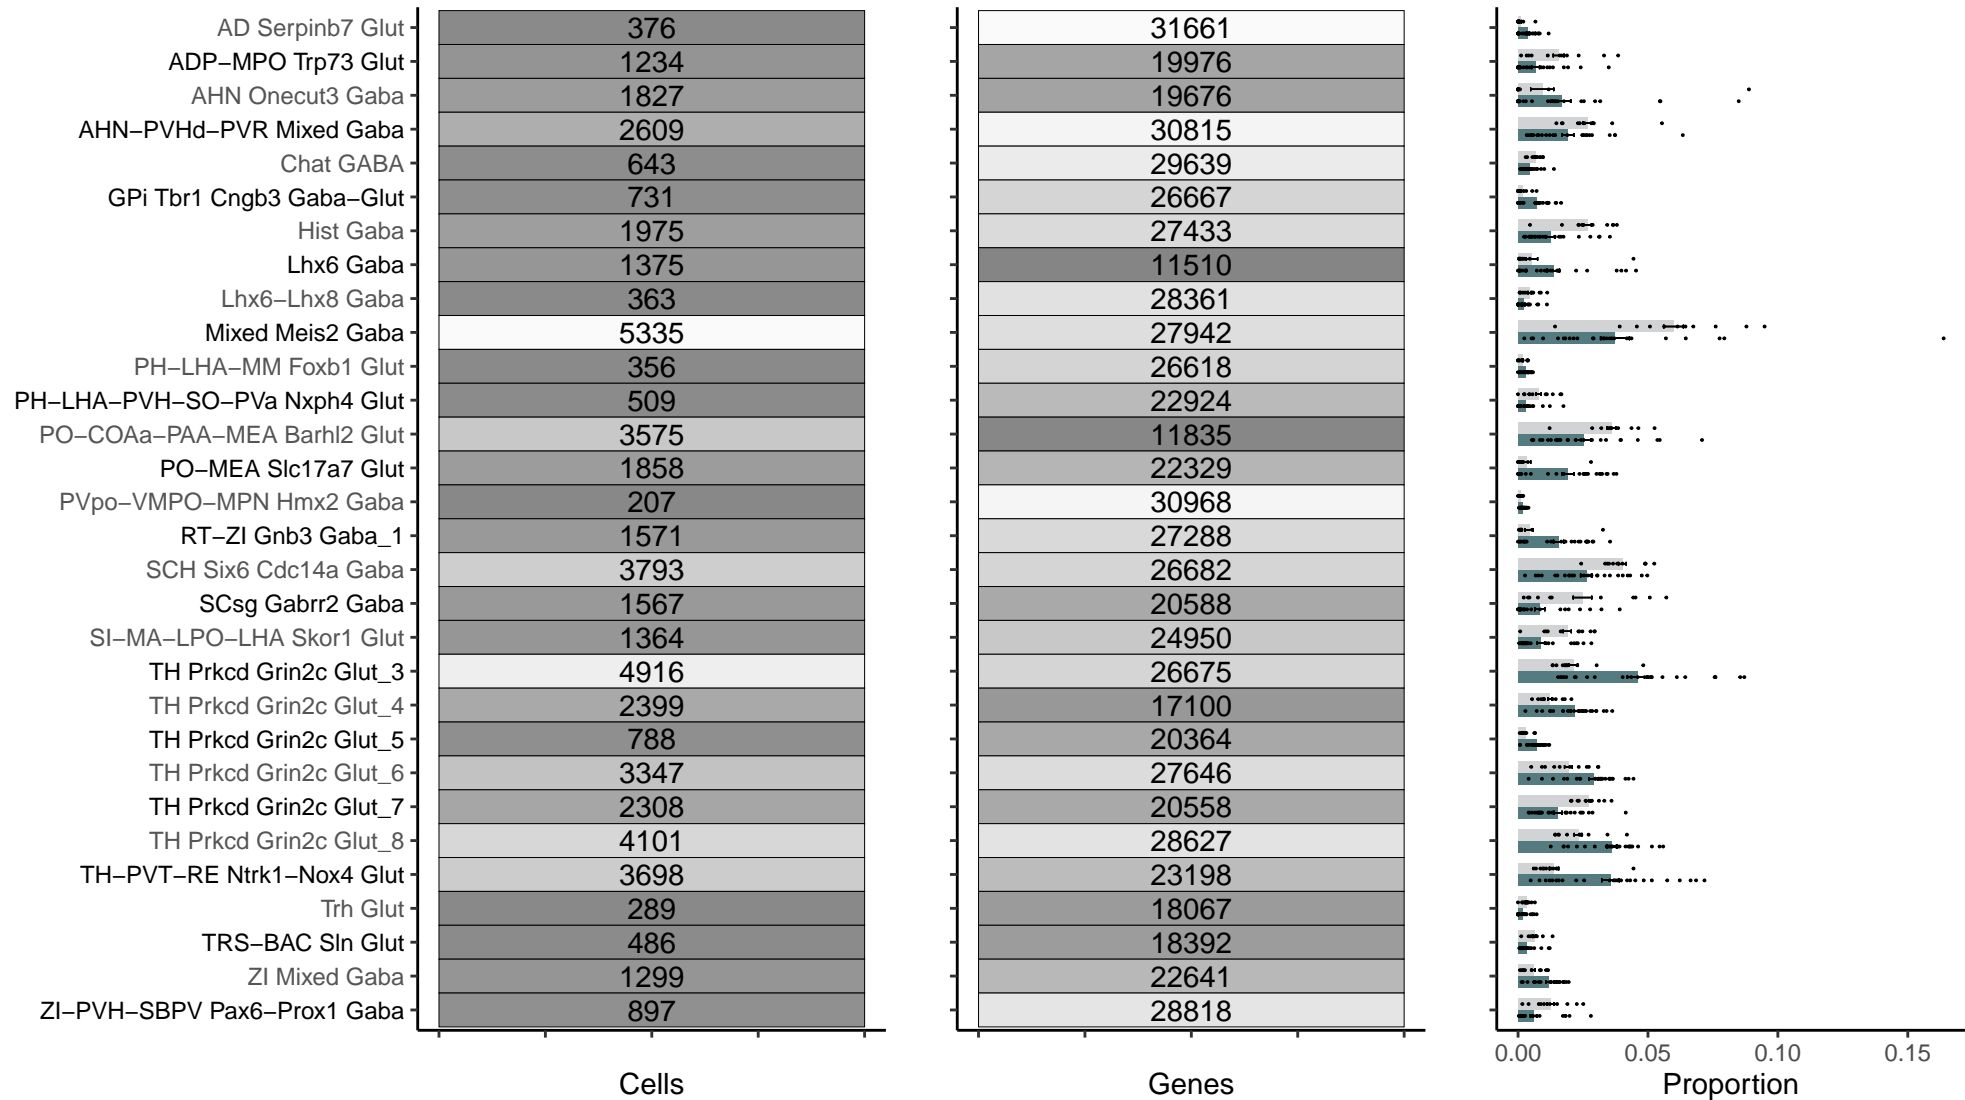 AD Serpinb7 Glut 376 31661
ADP−MPO Trp73 Glut 1234 19976
AHN Onecut3 Gaba 1827 19676
AHN−PVHd−PVR Mixed Gaba 2609 30815
Chat GABA 643 29639
GPi Tbr1 Cngb3 Gaba−Glut 731 26667
Hist Gaba 1975 27433
Lhx6 Gaba 1375 11510
Lhx6−Lhx8 Gaba 363 28361
Mixed Meis2 Gaba 5335 27942
PH−LHA−MM Foxb1 Glut 356 26618
PH−LHA−PVH−SO−PVa Nxph4 Glut 509 22924
PO−COAa−PAA−MEA Barhl2 Glut 3575 11835
PO−MEA Slc17a7 Glut 1858 22329
PVpo−VMPO−MPN Hmx2 Gaba 207 30968
RT−ZI Gnb3 Gaba_1 1571 27288
SCH Six6 Cdc14a Gaba 3793 26682
SCsg Gabrr2 Gaba 1567 20588
SI−MA−LPO−LHA Skor1 Glut 1364 24950
TH Prkcd Grin2c Glut_3 4916 26675
TH Prkcd Grin2c Glut_4 2399 17100
TH Prkcd Grin2c Glut_5 788 20364
TH Prkcd Grin2c Glut_6 3347 27646
TH Prkcd Grin2c Glut_7 2308 20558
TH Prkcd Grin2c Glut_8 4101 28627
TH−PVT−RE Ntrk1−Nox4 Glut 3698 23198
Trh Glut 289 18067
TRS−BAC Sln Glut 486 18392
ZI Mixed Gaba 1299 22641
ZI−PVH−SBPV Pax6−Prox1 Gaba 897 28818
0.00 0.05 0.10 0.15
Cells Genes Proportion